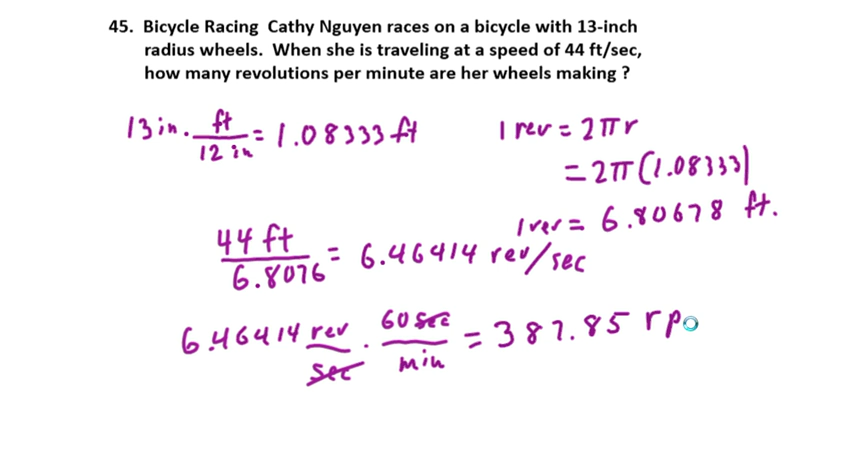 45. Bicycle Racing Cathy Nguyen races on a bicycle with 13-inch
radius wheels. When she is traveling at a speed of 44 ft/sec,
how many revolutions per minute are her wheels making ?
13 in. ft/12 in = 1.08333 ft
1 rev = 2πr
= 2π(1.08333)
1 rev = 6.80678 ft.
44 ft/6.8076 = 6.46414 rev/sec
6.46414 rev/sec · 60 sec/min = 387.85 rp